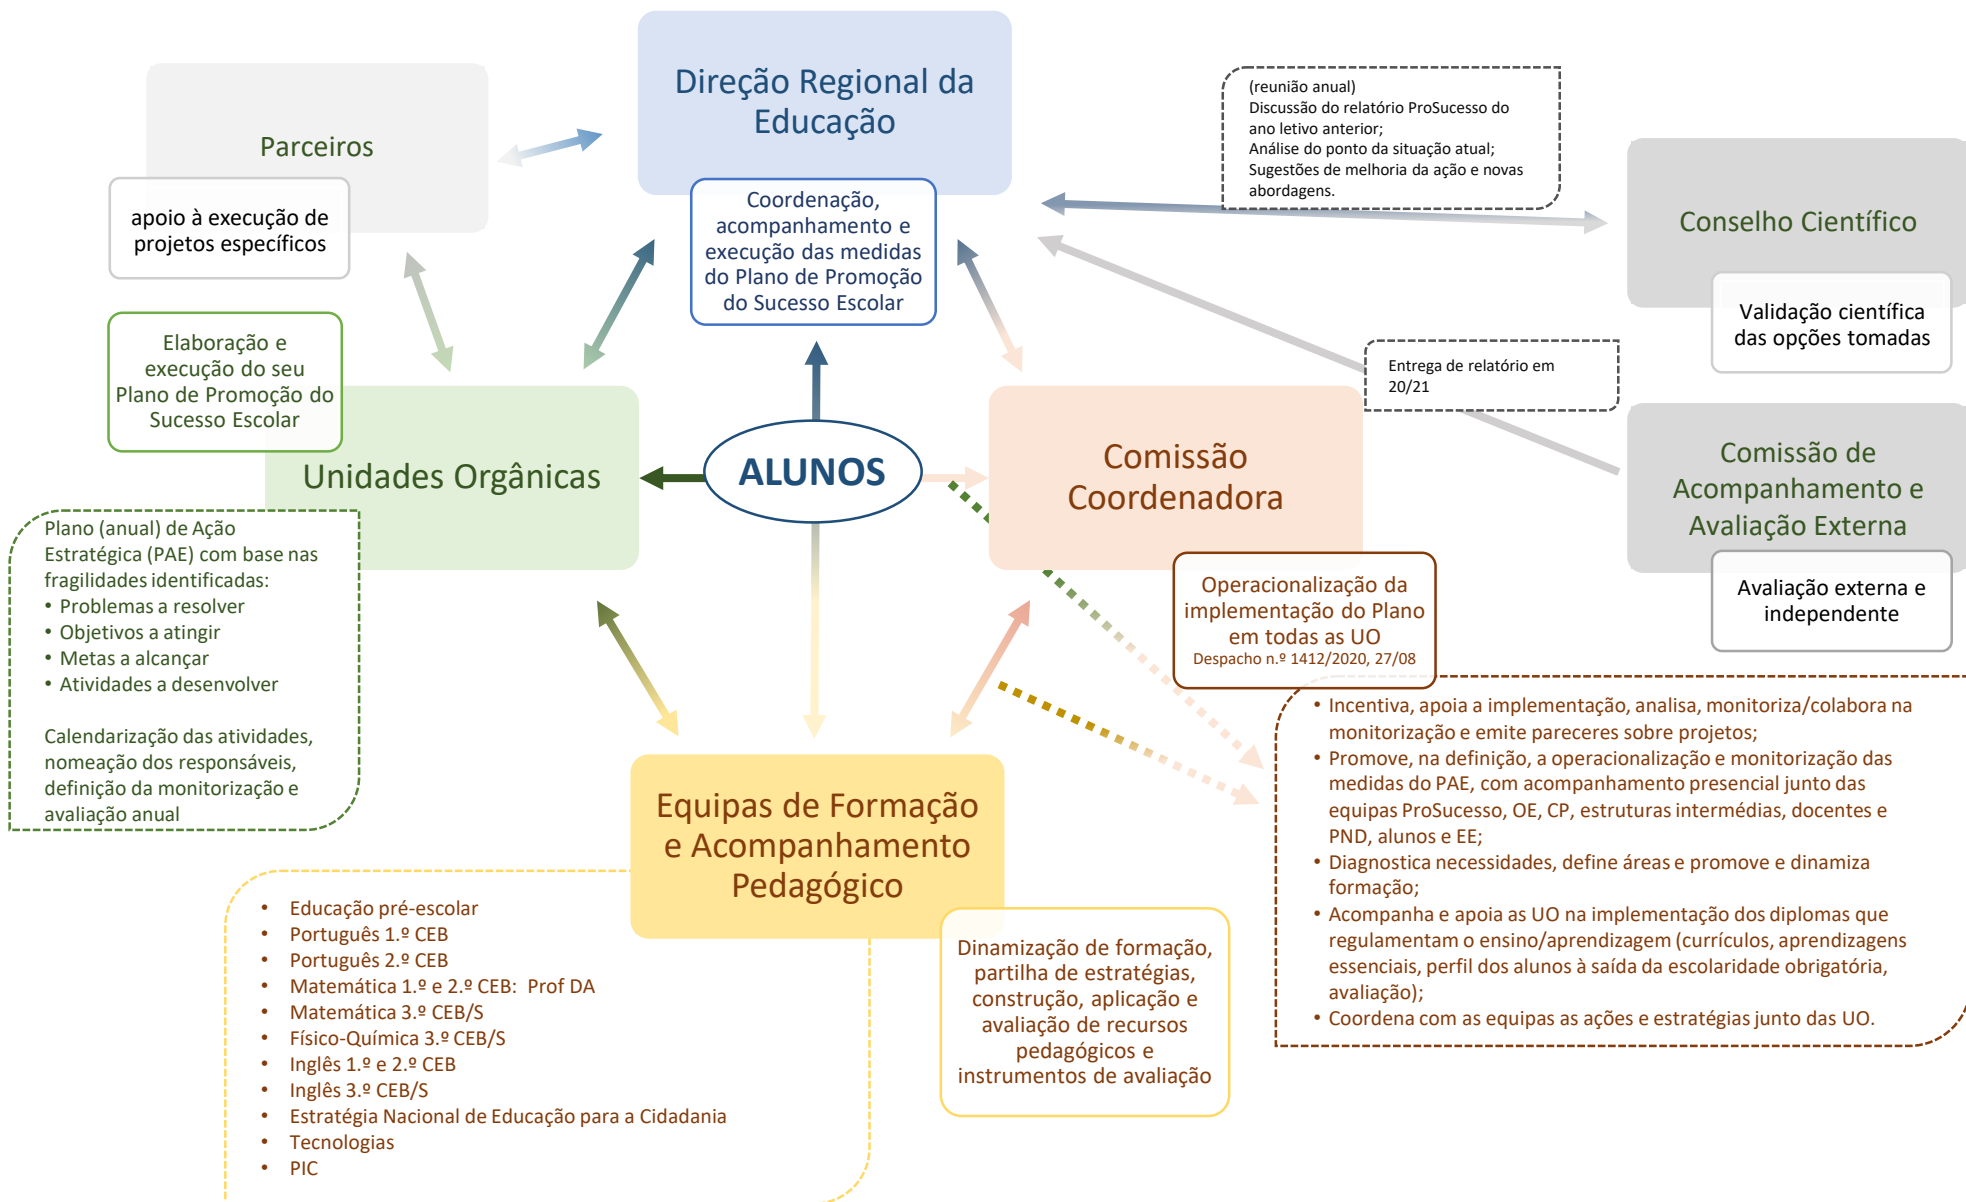 Parceiros
apoio à execução de
projetos específicos
Direção Regional da
Educação
Coordenação,
acompanhamento e
execução das medidas
do Plano de Promoção
do Sucesso Escolar
(reunião anual)
Discussão do relatório ProSucesso do
ano letivo anterior;
Análise do ponto da situação atual;
Sugestões de melhoria da ação e novas
abordagens.
Conselho Científico
Validação científica
das opções tomadas
Entrega de relatório em
20/21
Comissão de
Acompanhamento e
Avaliação Externa
Avaliação externa e
independente
Elaboração e
execução do seu
Plano de Promoção do
Sucesso Escolar
Unidades Orgânicas
ALUNOS
Comissão
Coordenadora
Operacionalização da
implementação do Plano
em todas as UO
Despacho n.º 1412/2020, 27/08
Plano (anual) de Ação
Estratégica (PAE) com base nas
fragilidades identificadas:
• Problemas a resolver
• Objetivos a atingir
• Metas a alcançar
• Atividades a desenvolver
Calendarização das atividades,
nomeação dos responsáveis,
definição da monitorização e
avaliação anual
• Incentiva, apoia a implementação, analisa, monitoriza/colabora na
monitorização e emite pareceres sobre projetos;
• Promove, na definição, a operacionalização e monitorização das
medidas do PAE, com acompanhamento presencial junto das
equipas ProSucesso, OE, CP, estruturas intermédias, docentes e
PND, alunos e EE;
• Diagnostica necessidades, define áreas e promove e dinamiza
formação;
• Acompanha e apoia as UO na implementação dos diplomas que
regulamentam o ensino/aprendizagem (currículos, aprendizagens
essenciais, perfil dos alunos à saída da escolaridade obrigatória,
avaliação);
• Coordena com as equipas as ações e estratégias junto das UO.
Equipas de Formação
e Acompanhamento
Pedagógico
Dinamização de formação,
partilha de estratégias,
construção, aplicação e
avaliação de recursos
pedagógicos e
instrumentos de avaliação
• Educação pré-escolar
• Português 1.º CEB
• Português 2.º CEB
• Matemática 1.º e 2.º CEB: Prof DA
• Matemática 3.º CEB/S
• Físico-Química 3.º CEB/S
• Inglês 1.º e 2.º CEB
• Inglês 3.º CEB/S
• Estratégia Nacional de Educação para a Cidadania
• Tecnologias
• PIC